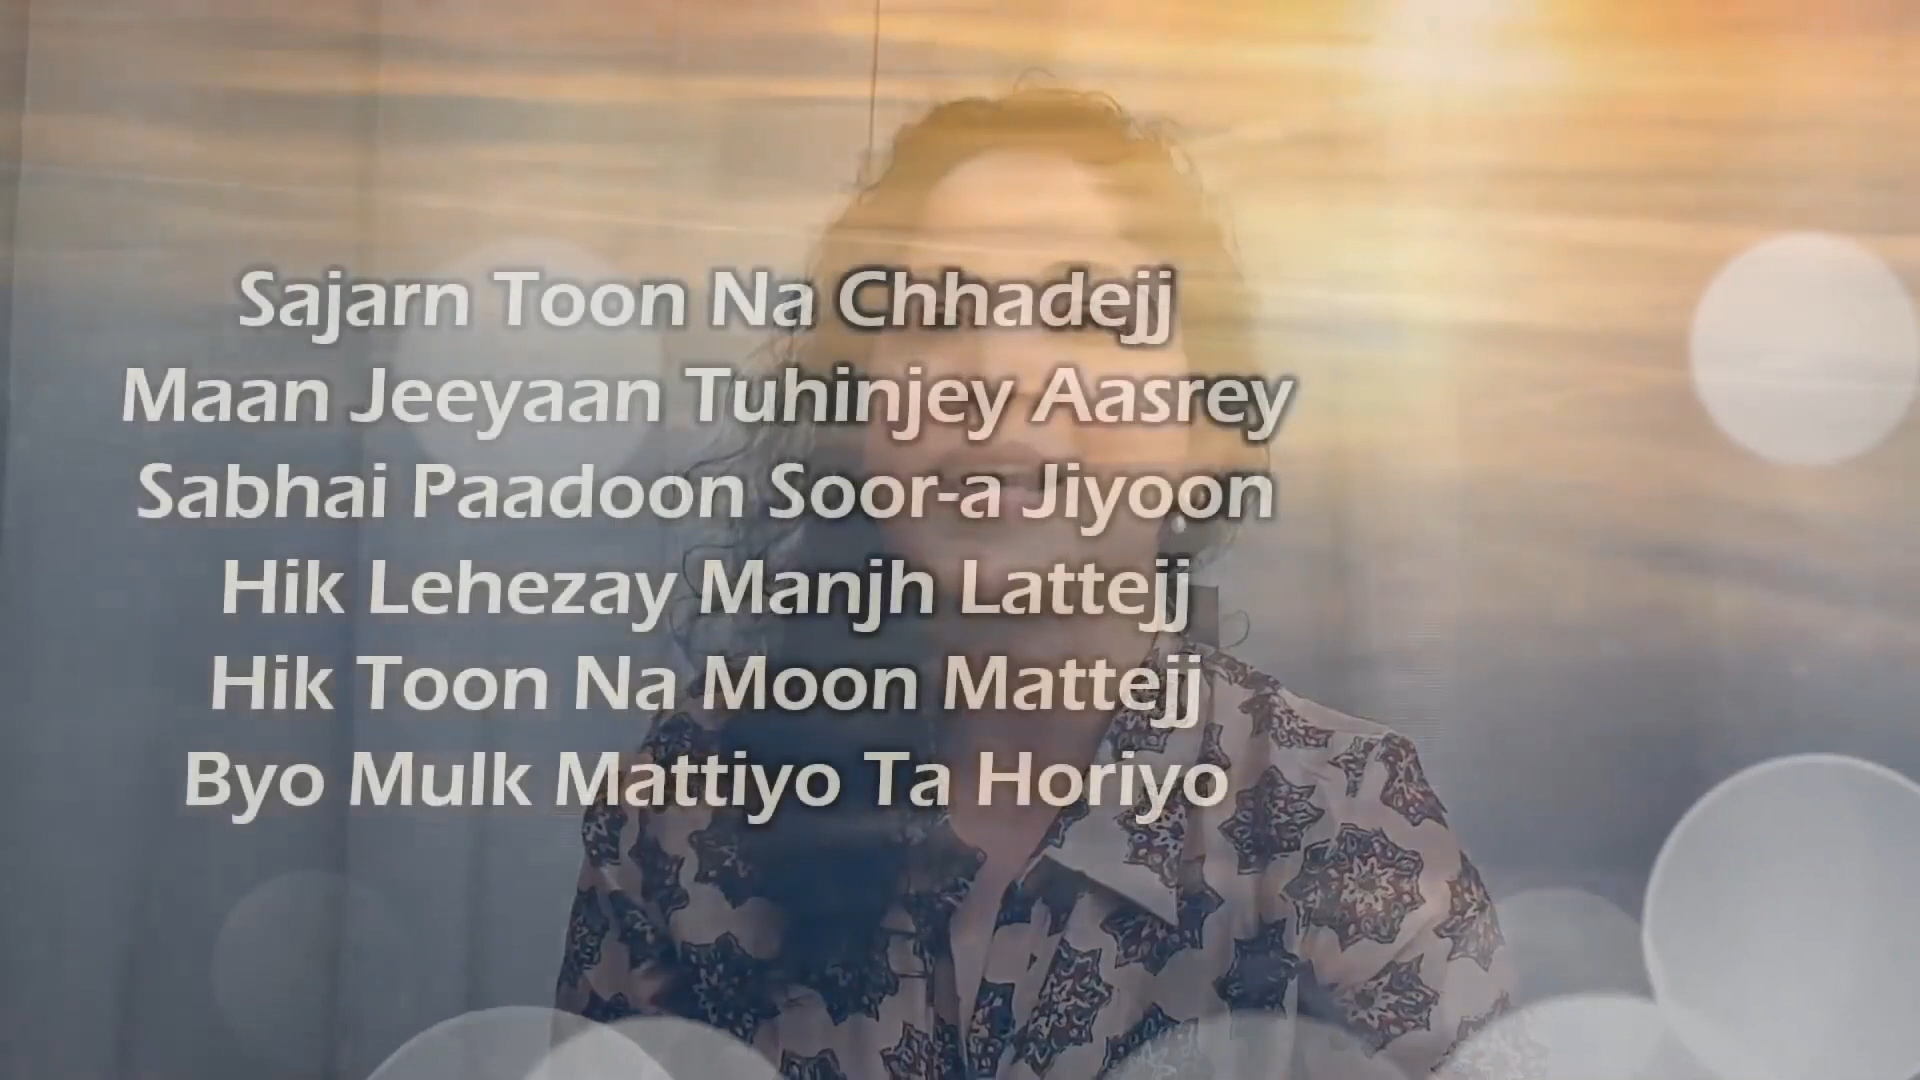 Sajarn Toon Na Chhadejj
Maan Jeeyaan Tuhinjey Aasrey
Sabhai Paadoon Soor-a Jiyoon
Hik Lehezay Manjh Lattejj
Hik Toon Na Moon Mattejj
Byo Mulk Mattiyo Ta Horiyo